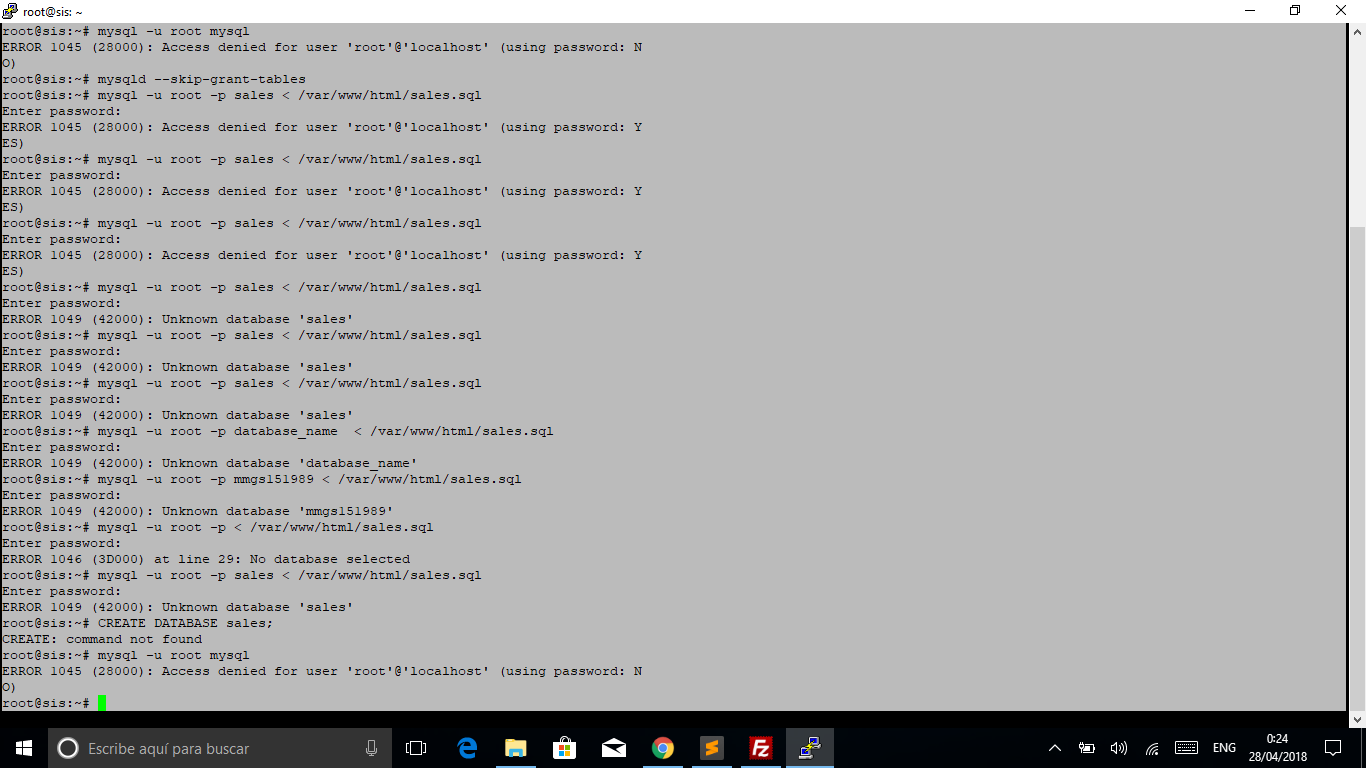 root@sis: ~
root@sis:~# mysql -u root mysql
ERROR 1045 (28000): Access denied for user 'root'@'localhost' (using password: N
O)
root@sis:~# mysqld --skip-grant-tables
root@sis:~# mysql -u root -p sales < /var/www/html/sales.sql
Enter password:
ERROR 1045 (28000): Access denied for user 'root'@'localhost' (using password: Y
ES)
root@sis:~# mysql -u root -p sales < /var/www/html/sales.sql
Enter password:
ERROR 1045 (28000): Access denied for user 'root'@'localhost' (using password: Y
ES)
root@sis:~# mysql -u root -p sales < /var/www/html/sales.sql
Enter password:
ERROR 1045 (28000): Access denied for user 'root'@'localhost' (using password: Y
ES)
root@sis:~# mysql -u root -p sales < /var/www/html/sales.sql
Enter password:
ERROR 1049 (42000): Unknown database 'sales'
root@sis:~# mysql -u root -p sales < /var/www/html/sales.sql
Enter password:
ERROR 1049 (42000): Unknown database 'sales'
root@sis:~# mysql -u root -p sales < /var/www/html/sales.sql
Enter password:
ERROR 1049 (42000): Unknown database 'sales'
root@sis:~# mysql -u root -p database_name  < /var/www/html/sales.sql
Enter password:
ERROR 1049 (42000): Unknown database 'database_name'
root@sis:~# mysql -u root -p mmgs151989 < /var/www/html/sales.sql
Enter password:
ERROR 1049 (42000): Unknown database 'mmgs151989'
root@sis:~# mysql -u root -p < /var/www/html/sales.sql
Enter password:
ERROR 1046 (3D000) at line 29: No database selected
root@sis:~# mysql -u root -p sales < /var/www/html/sales.sql
Enter password:
ERROR 1049 (42000): Unknown database 'sales'
root@sis:~# CREATE DATABASE sales;
CREATE: command not found
root@sis:~# mysql -u root mysql
ERROR 1045 (28000): Access denied for user 'root'@'localhost' (using password: N
O)
root@sis:~#
Escribe aquí para buscar
ENG
0:24
28/04/2018